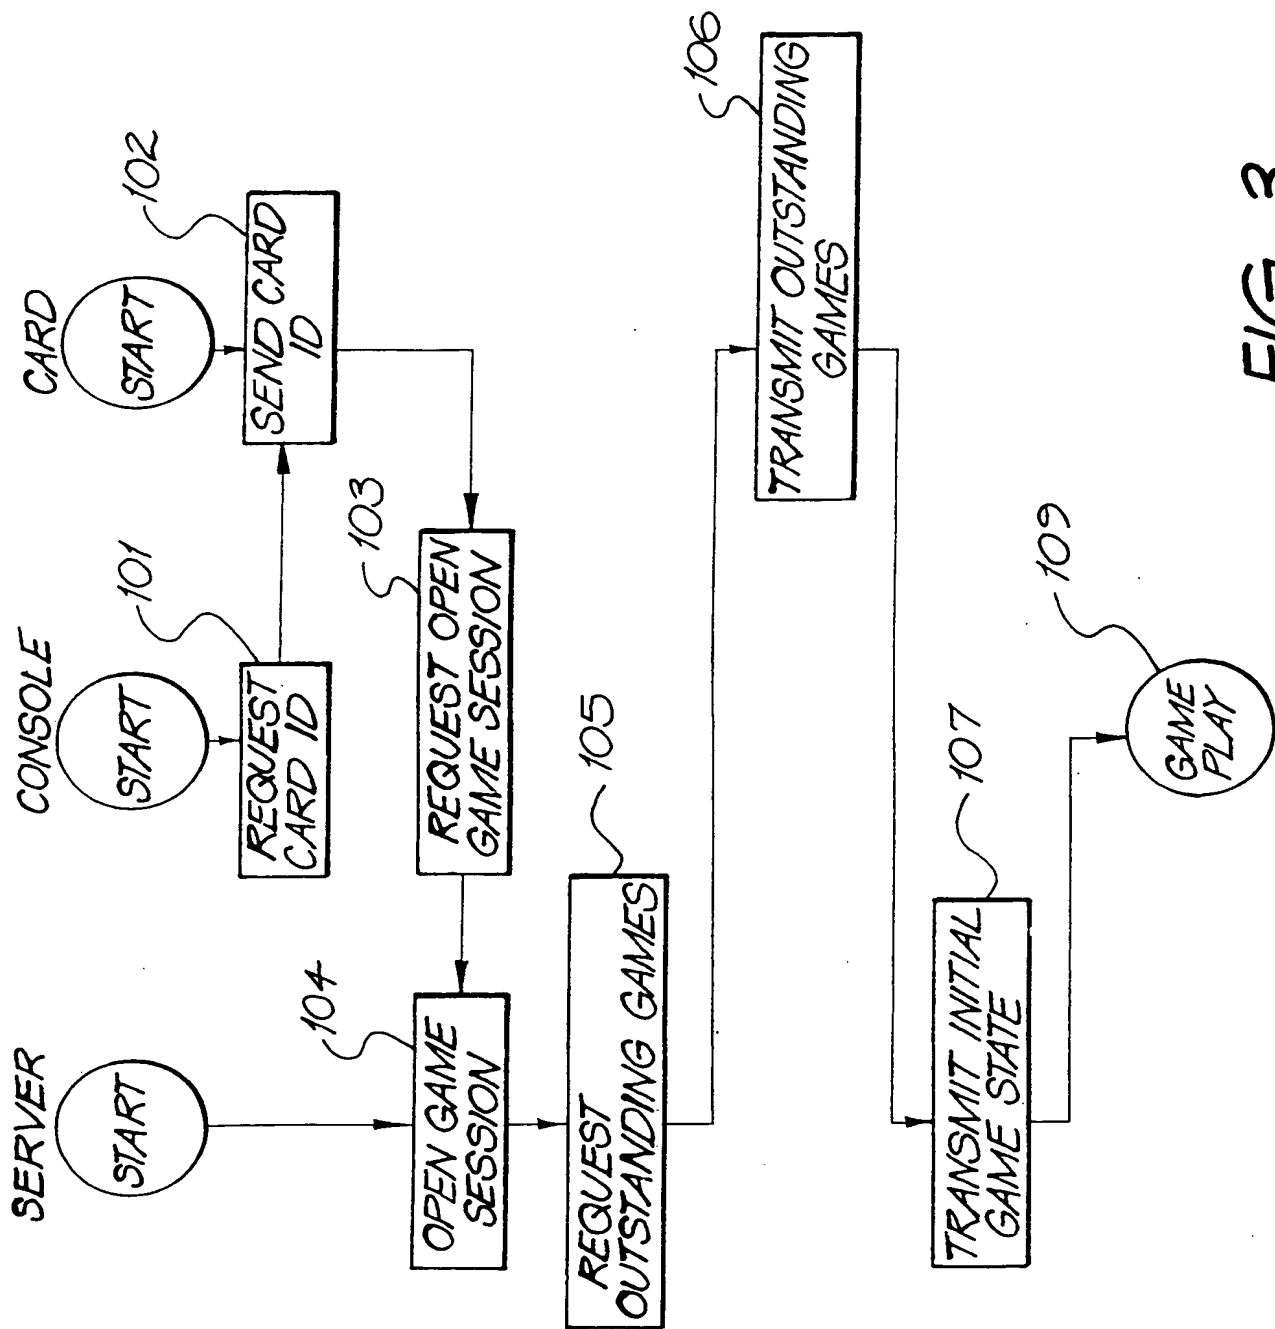 SERVER
CONSOLE
CARD
START
START
START
101
REQUEST
CARD ID
102
SEND CARD
ID
103
REQUEST OPEN
GAME SESSION
104
OPEN GAME
SESSION
105
REQUEST
OUTSTANDING GAMES
106
TRANSMIT OUTSTANDING
GAMES
107
TRANSMIT INITIAL
GAME STATE
109
GAME
PLAY
FIG. 3